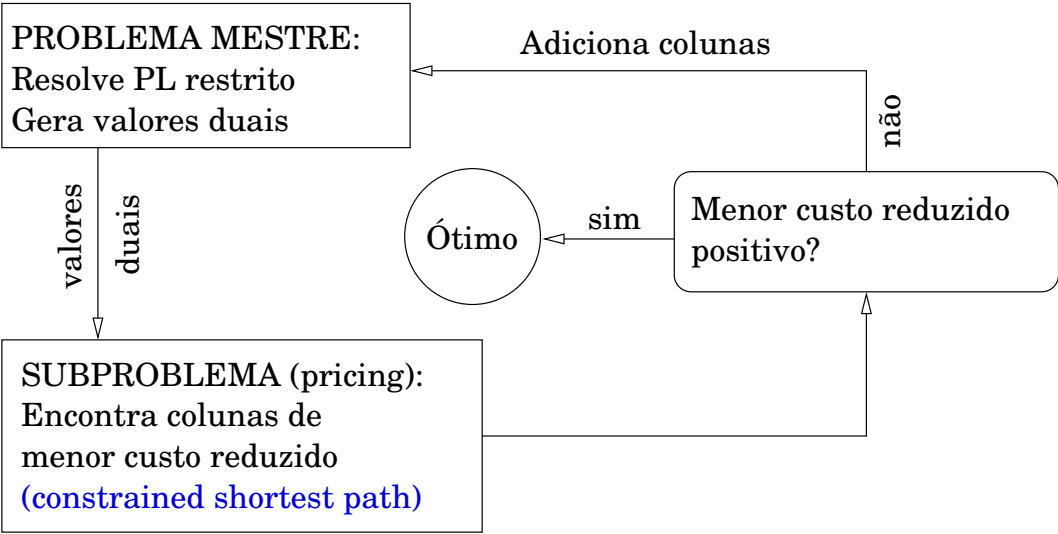 PROBLEMA MESTRE:
Resolve PL restrito
Gera valores duais
Adiciona colunas
não
valores
duais
Ótimo
sim
Menor custo reduzido
positivo?
SUBPROBLEMA (pricing):
Encontra colunas de
menor custo reduzido
(constrained shortest path)